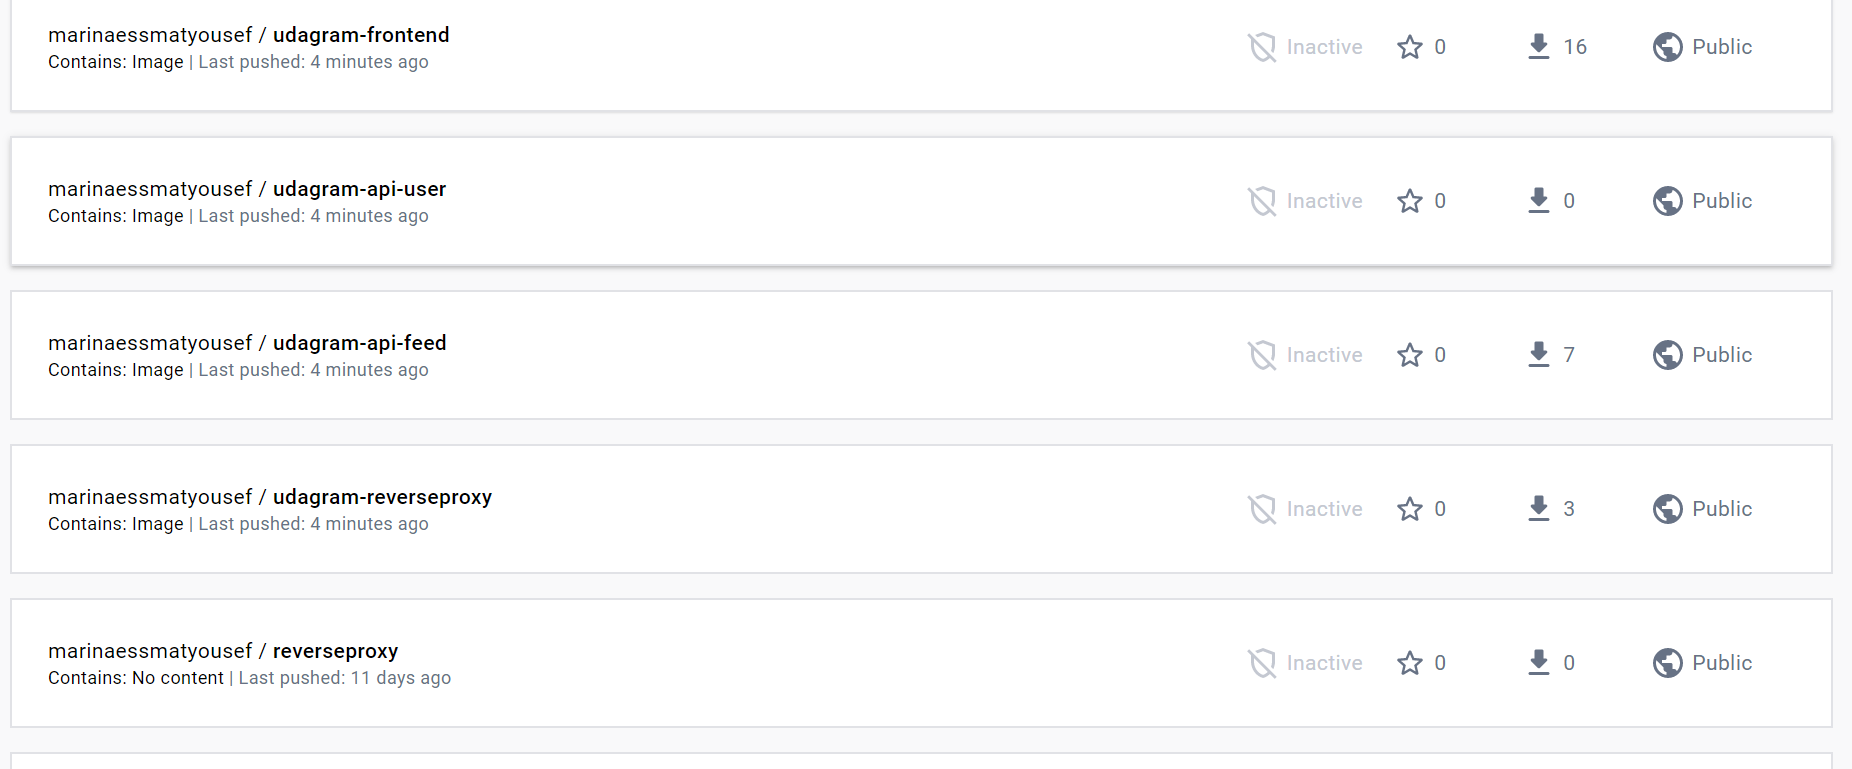 marinaessmatyousef / udagram-frontend
Contains: Image | Last pushed: 4 minutes ago
Inactive 0 16 Public
marinaessmatyousef / udagram-api-user
Contains: Image | Last pushed: 4 minutes ago
Inactive 0 0 Public
marinaessmatyousef / udagram-api-feed
Contains: Image | Last pushed: 4 minutes ago
Inactive 0 7 Public
marinaessmatyousef / udagram-reverseproxy
Contains: Image | Last pushed: 4 minutes ago
Inactive 0 3 Public
marinaessmatyousef / reverseproxy
Contains: No content | Last pushed: 11 days ago
Inactive 0 0 Public